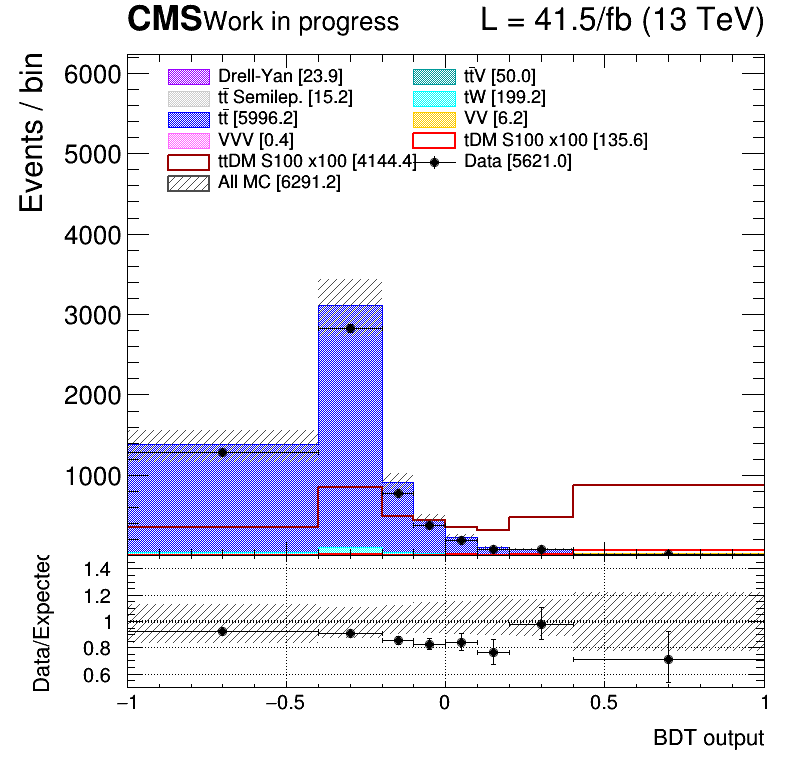 CMS Work in progress L = 41.5/fb (13 TeV)
Events / bin
6000
5000
4000
3000
2000
1000
Drell-Yan [23.9] tt̄V [50.0]
tt̄ Semilep. [15.2] tW [199.2]
tt̄ [5996.2] VV [6.2]
VVV [0.4] tDM S100 x100 [135.6]
ttDM S100 x100 [4144.4] Data [5621.0]
All MC [6291.2]
Data/Expected
1.4
1.2
1
0.8
0.6
−1 −0.5 0 0.5 1
BDT output